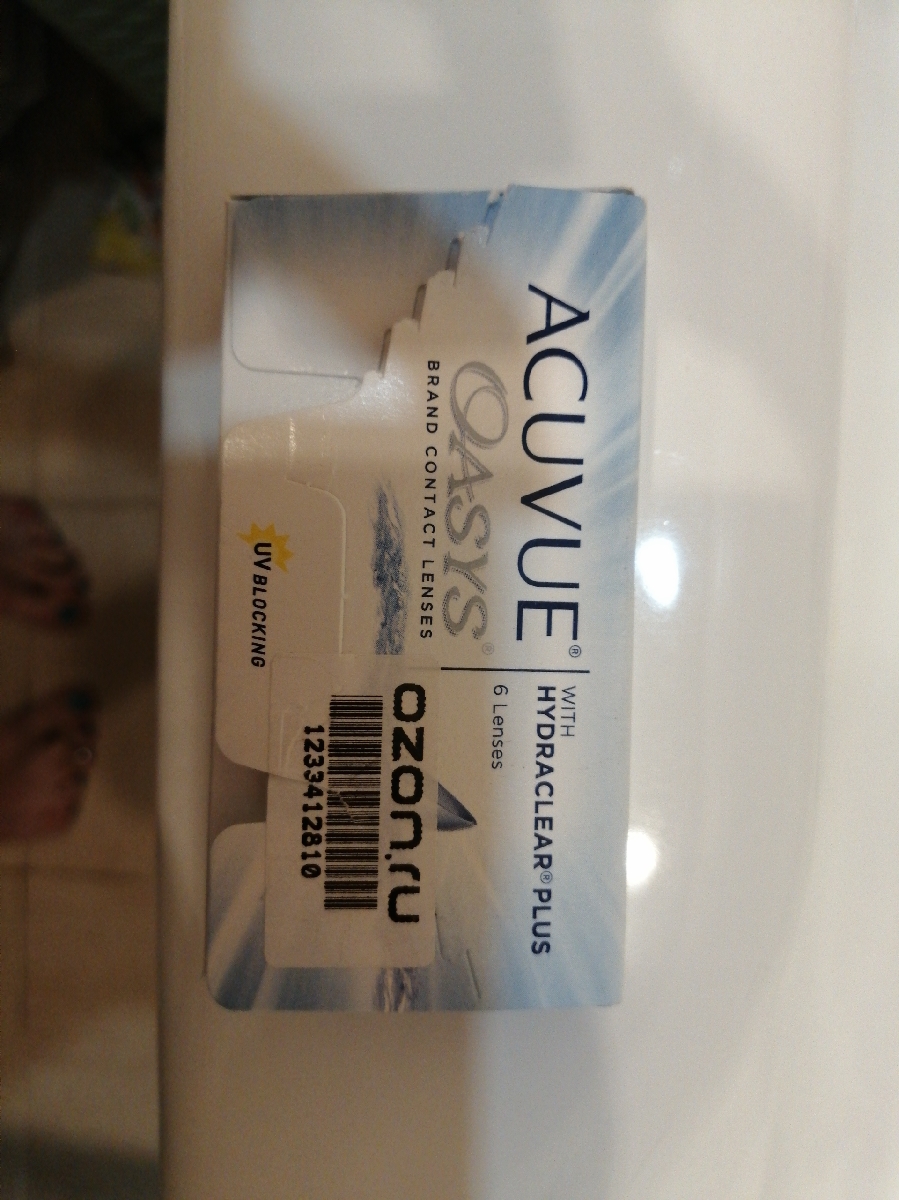 ACUVUE®
OASYS®
BRAND CONTACT LENSES
WITH
HYDRACLEAR® PLUS
6 Lenses
UV BLOCKING
ozon.ru
1233412810